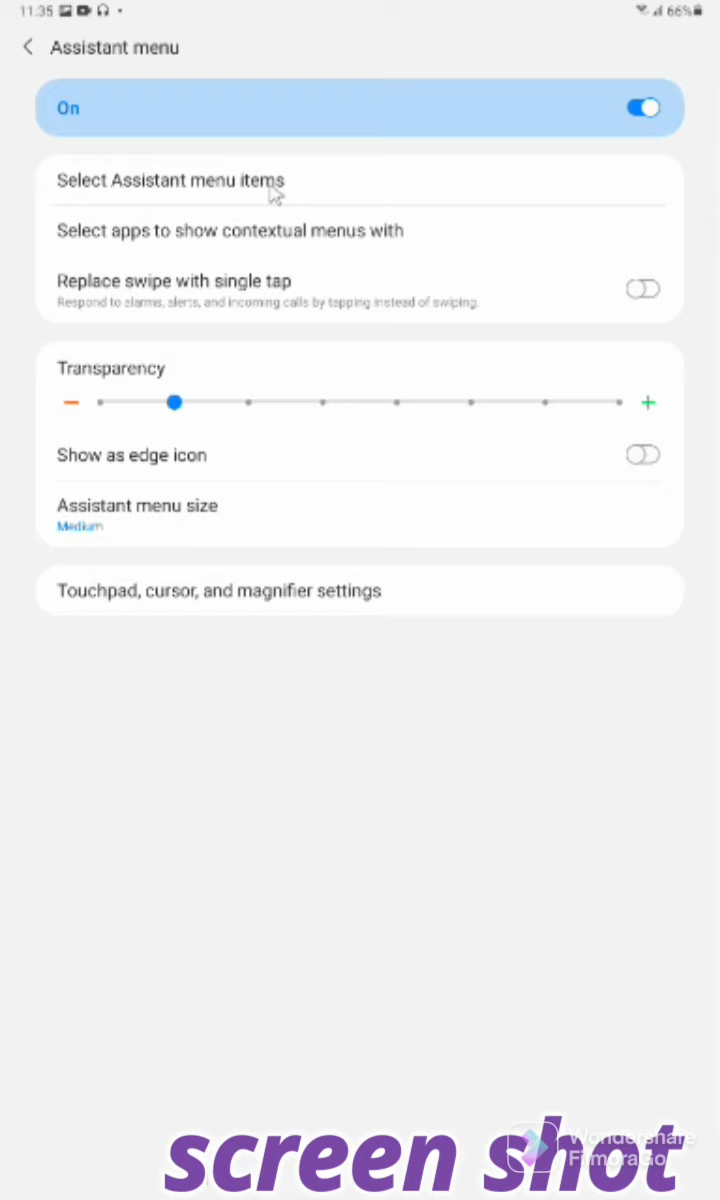 11:35 66%
Assistant menu
On
Select Assistant menu items
Select apps to show contextual menus with
Replace swipe with single tap
Respond to alarms, alerts, and incoming calls by tapping instead of swiping.
Transparency
Show as edge icon
Assistant menu size
Medium
Touchpad, cursor, and magnifier settings
screen shot
Wondershare
FilmoraGo